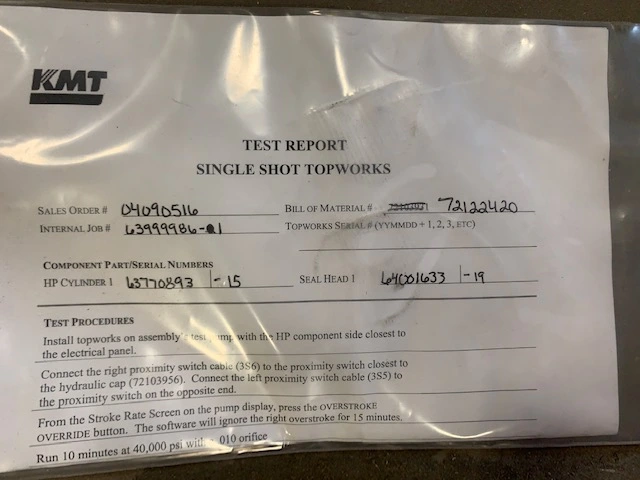 KMT
TEST REPORT
SINGLE SHOT TOPWORKS
SALES ORDER # 04090516 BILL OF MATERIAL # 72122420
INTERNAL JOB # 63999986-01 TOPWORKS SERIAL # (YYMMDD + 1, 2, 3, ETC)
COMPONENT PART/SERIAL NUMBERS
HP CYLINDER 1 63770893 1-15 SEAL HEAD 1 64001633 1-19
TEST PROCEDURES
Install topworks on assembly's test pump with the HP component side closest to
the electrical panel.
Connect the right proximity switch cable (3S6) to the proximity switch closest to
the hydraulic cap (72103956). Connect the left proximity switch cable (3S5) to
the proximity switch on the opposite end.
From the Stroke Rate Screen on the pump display, press the OVERSTROKE
OVERRIDE button. The software will ignore the right overstroke for 15 minutes.
Run 10 minutes at 40,000 psi with .010 orifice